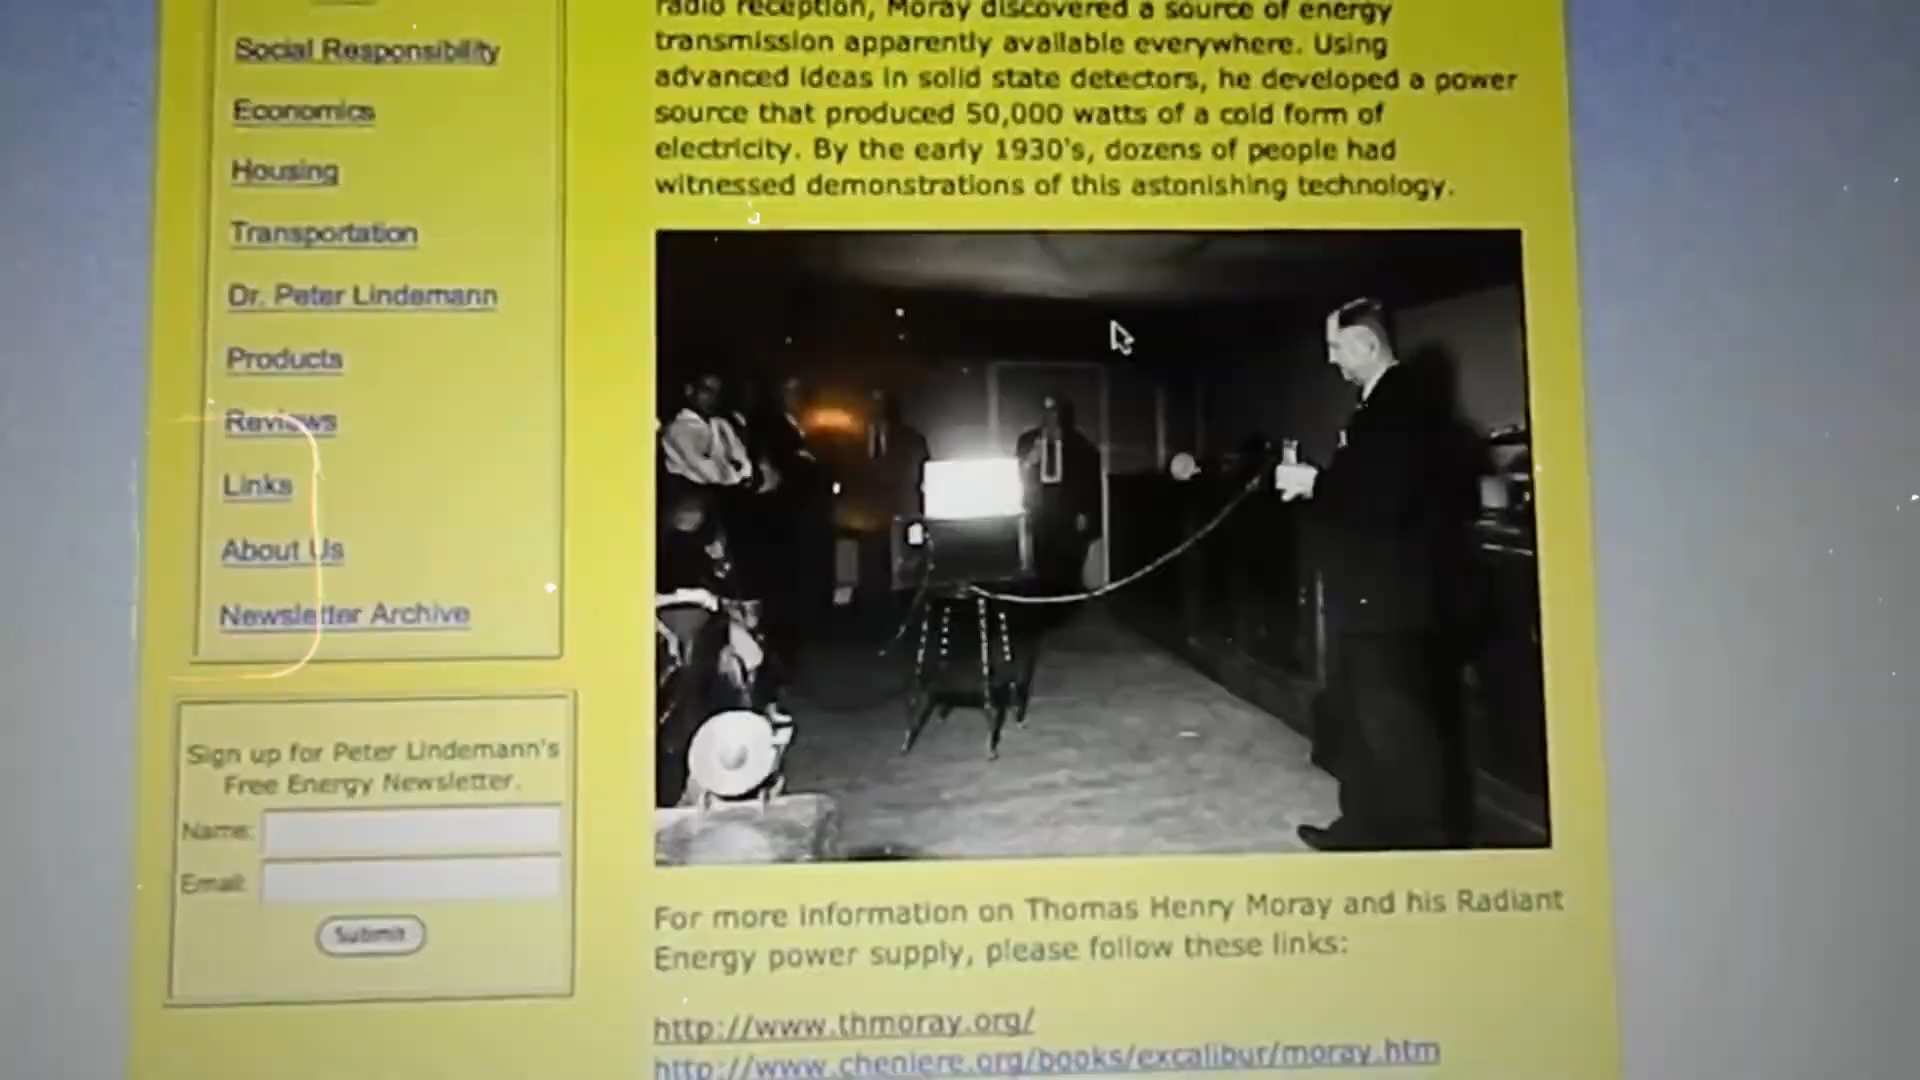 Social Responsibility
Economics
Housing
Transportation
Dr. Peter Lindemann
Products
Reviews
Links
About Us
Newsletter Archive
Sign up for Peter Lindemann's
Free Energy Newsletter.
Name:
Email:
Submit
radio reception, Moray discovered a source of energy
transmission apparently available everywhere. Using
advanced ideas in solid state detectors, he developed a power
source that produced 50,000 watts of a cold form of
electricity. By the early 1930's, dozens of people had
witnessed demonstrations of this astonishing technology.
For more information on Thomas Henry Moray and his Radiant
Energy power supply, please follow these links:
http://www.thmoray.org/
http://www.cheniere.org/books/excalibur/moray.htm